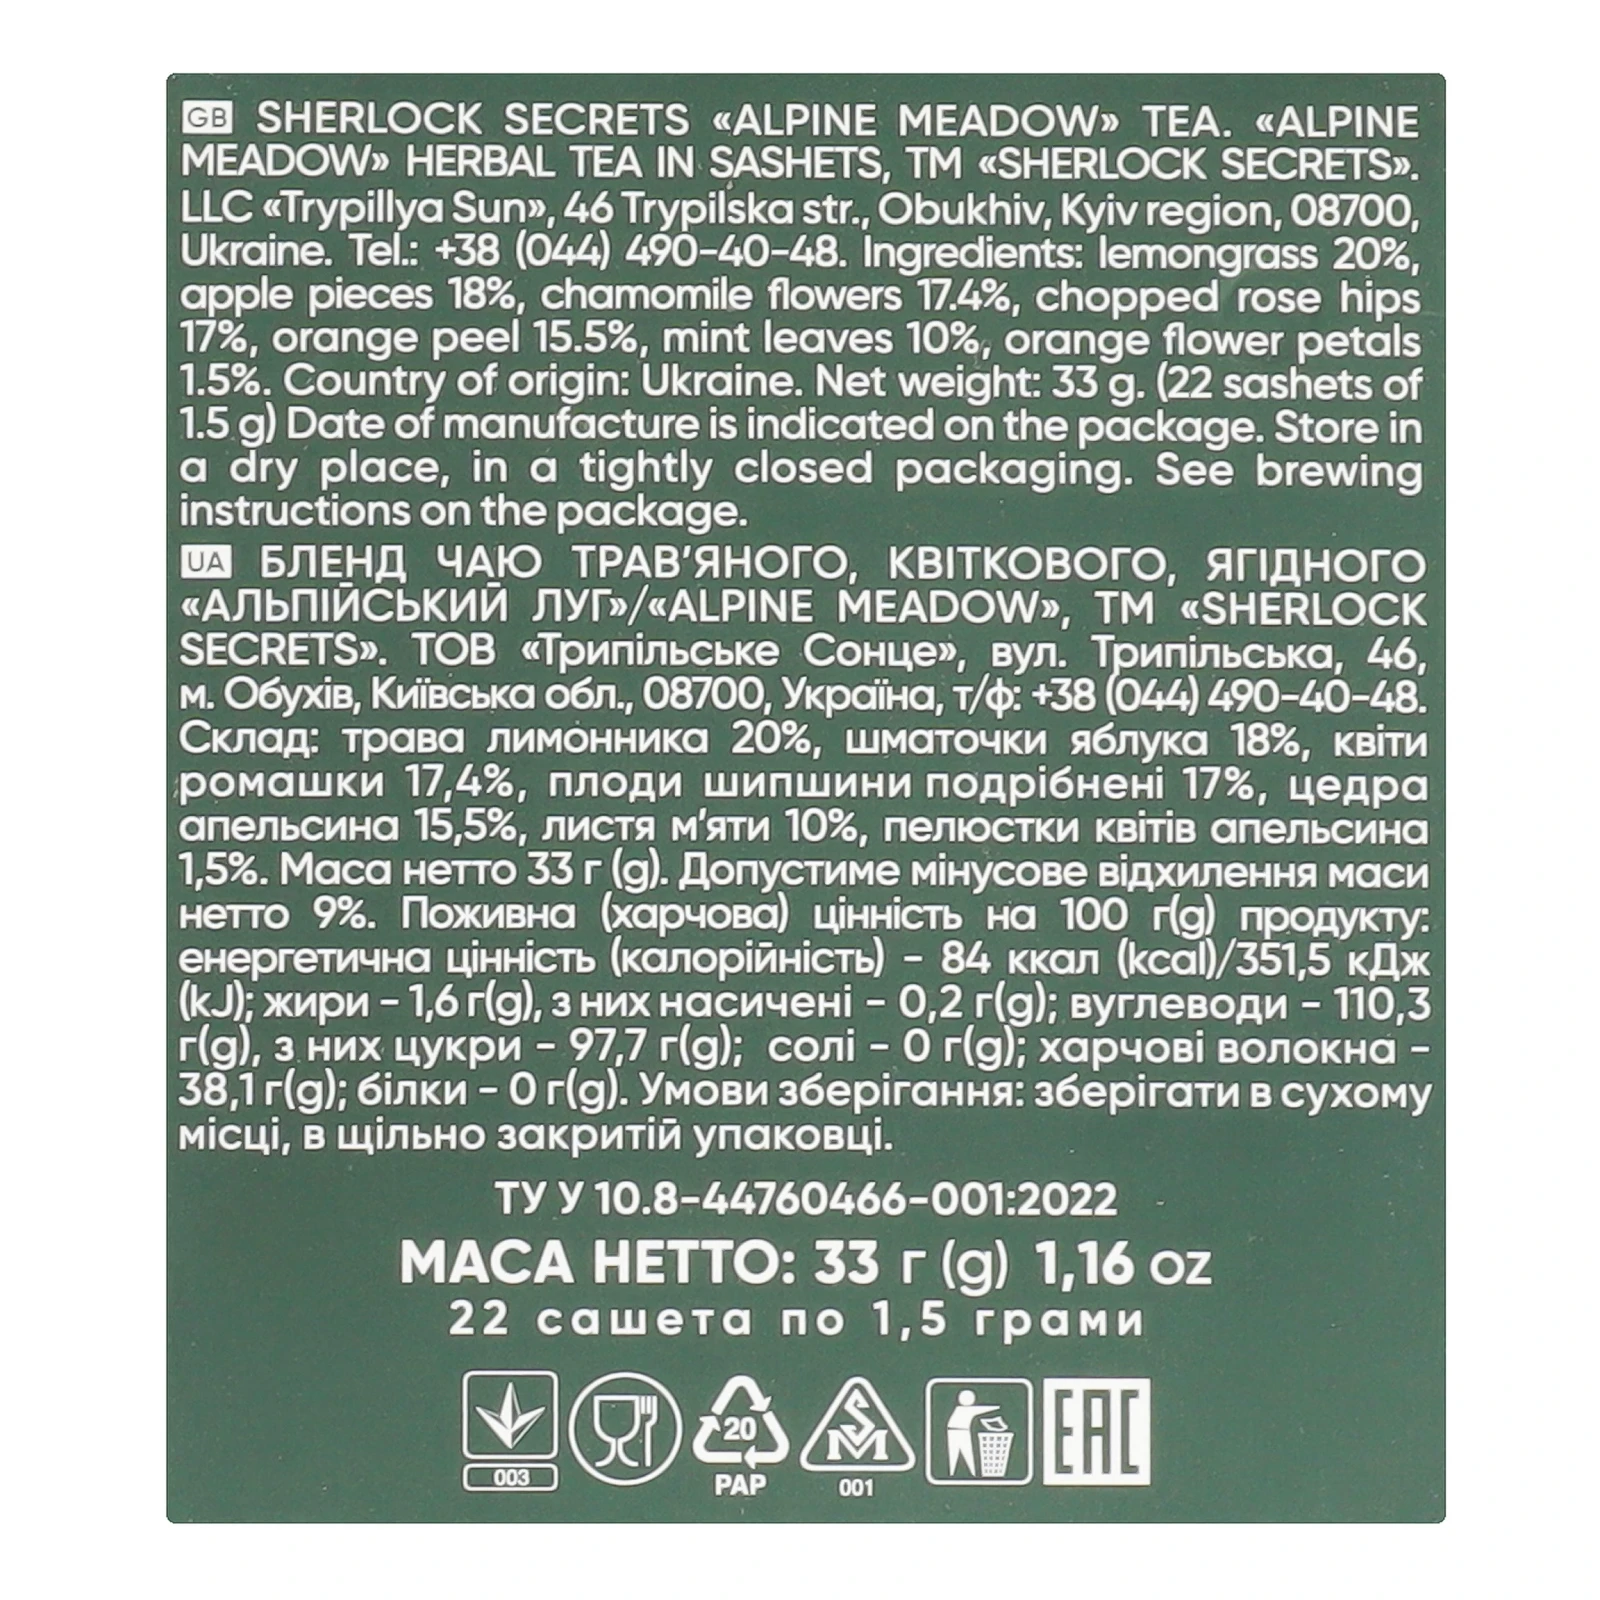 GB SHERLOCK SECRETS «ALPINE MEADOW» TEA. «ALPINE
MEADOW» HERBAL TEA IN SASHETS, TM «SHERLOCK SECRETS».
LLC «Trypillya Sun», 46 Trypilska str., Obukhiv, Kyiv region, 08700,
Ukraine. Tel.: +38 (044) 490-40-48. Ingredients: lemongrass 20%,
apple pieces 18%, chamomile flowers 17.4%, chopped rose hips
17%, orange peel 15.5%, mint leaves 10%, orange flower petals
1.5%. Country of origin: Ukraine. Net weight: 33 g. (22 sashets of
1.5 g) Date of manufacture is indicated on the package. Store in
a dry place, in a tightly closed packaging. See brewing
instructions on the package.
UA БЛЕНД ЧАЮ ТРАВ’ЯНОГО, КВІТКОВОГО, ЯГІДНОГО
«АЛЬПІЙСЬКИЙ ЛУГ»/«ALPINE MEADOW», ТМ «SHERLOCK
SECRETS». ТОВ «Трипільське Сонце», вул. Трипільська, 46,
м. Обухів, Київська обл., 08700, Україна, т/ф: +38 (044) 490-40-48.
Склад: трава лимонника 20%, шматочки яблука 18%, квіти
ромашки 17,4%, плоди шипшини подрібнені 17%, цедра
апельсина 15,5%, листя м’яти 10%, пелюстки квітів апельсина
1,5%. Маса нетто 33 г (g). Допустиме мінусове відхилення маси
нетто 9%. Поживна (харчова) цінність на 100 г(g) продукту:
енергетична цінність (калорійність) – 84 ккал (kcal)/351,5 кДж
(kJ); жири – 1,6 г(g), з них насичені – 0,2 г(g); вуглеводи – 110,3
г(g), з них цукри – 97,7 г(g); солі – 0 г(g); харчові волокна –
38,1 г(g); білки – 0 г(g). Умови зберігання: зберігати в сухому
місці, в щільно закритій упаковці.
ТУ У 10.8-44760466-001:2022
МАСА НЕТТО: 33 г (g) 1,16 oz
22 сашета по 1,5 грами
20 SM EAC
003 PAP 001